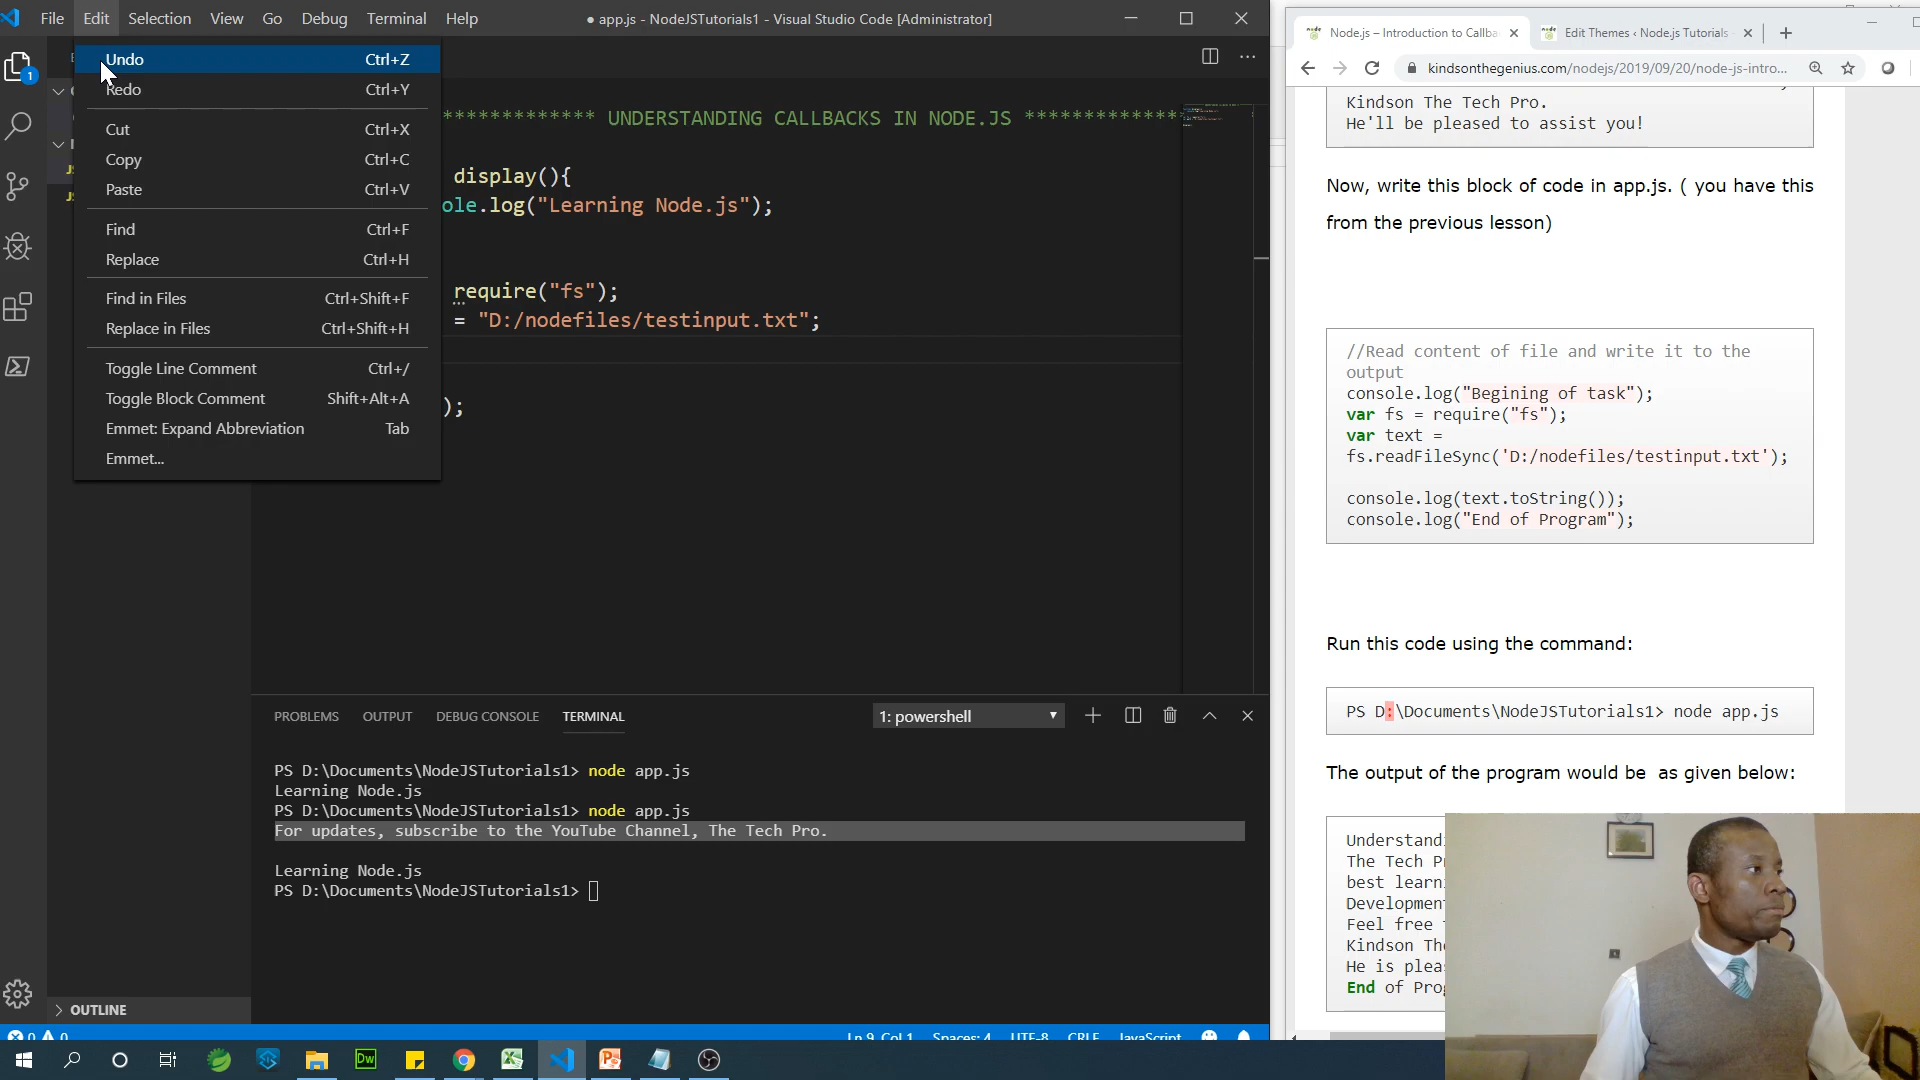 File Edit Selection View Go Debug Terminal Help
● app.js - NodeJSTutorials1 - Visual Studio Code [Administrator]
Undo Ctrl+Z
Redo Ctrl+Y
Cut Ctrl+X
Copy Ctrl+C
Paste Ctrl+V
Find Ctrl+F
Replace Ctrl+H
Find in Files Ctrl+Shift+F
Replace in Files Ctrl+Shift+H
Toggle Line Comment Ctrl+/
Toggle Block Comment Shift+Alt+A
Emmet: Expand Abbreviation Tab
Emmet...
1
************* UNDERSTANDING CALLBACKS IN NODE.JS *************
display(){
ole.log("Learning Node.js");
require("fs");
= "D:/nodefiles/testinput.txt";
);
PROBLEMS OUTPUT DEBUG CONSOLE TERMINAL
1: powershell
PS D:\Documents\NodeJSTutorials1> node app.js
Learning Node.js
PS D:\Documents\NodeJSTutorials1> node app.js
For updates, subscribe to the YouTube Channel, The Tech Pro.
Learning Node.js
PS D:\Documents\NodeJSTutorials1>
OUTLINE
0 0 Ln 9, Col 1 Spaces: 4 UTF-8 CRLF JavaScript
Node.js – Introduction to Callba
Edit Themes ‹ Node.js Tutorials
kindsonthegenius.com/nodejs/2019/09/20/node-js-intro...
Kindson The Tech Pro.
He'll be pleased to assist you!
Now, write this block of code in app.js. ( you have this
from the previous lesson)
//Read content of file and write it to the
output
console.log("Begining of task");
var fs = require("fs");
var text =
fs.readFileSync('D:/nodefiles/testinput.txt');
console.log(text.toString());
console.log("End of Program");
Run this code using the command:
PS D:\Documents\NodeJSTutorials1> node app.js
The output of the program would be as given below:
Understandi
The Tech P
best learni
Developmen
Feel free
Kindson Th
He is plea
End of Prog
Dw